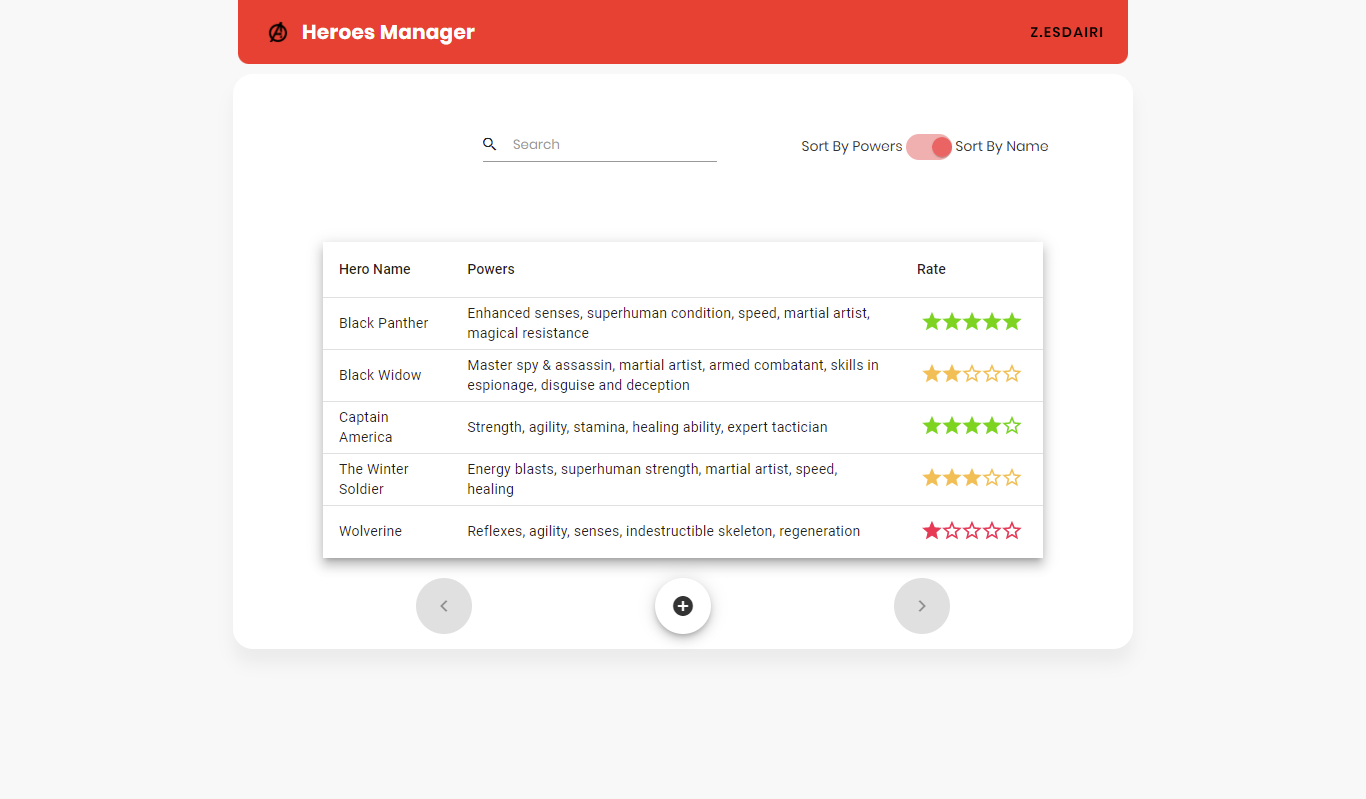 Heroes Manager
Z.ESDAIRI
Search
Sort By Powers Sort By Name
Hero Name Powers Rate
Black Panther
Enhanced senses, superhuman condition, speed, martial artist,
magical resistance
Black Widow
Master spy & assassin, martial artist, armed combatant, skills in
espionage, disguise and deception
Captain
America
Strength, agility, stamina, healing ability, expert tactician
The Winter
Soldier
Energy blasts, superhuman strength, martial artist, speed,
healing
Wolverine
Reflexes, agility, senses, indestructible skeleton, regeneration